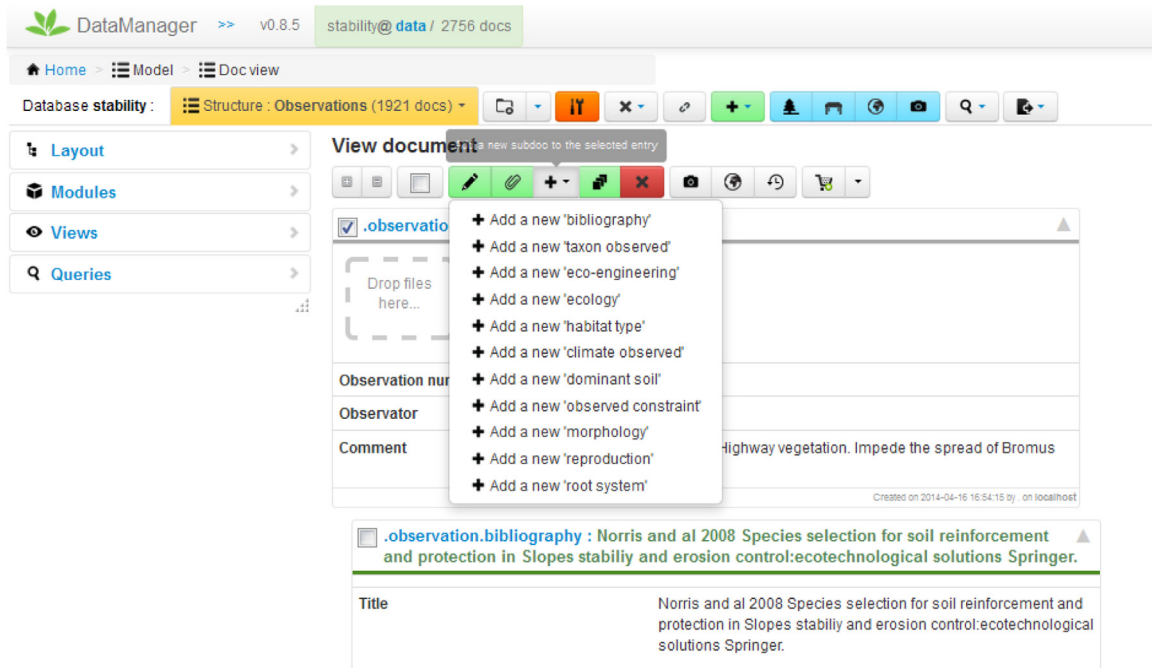 DataManager >> v0.8.5 stability@ data / 2756 docs
Home > Model > Doc view
Database stability : Structure : Observations (1921 docs)
Layout
Modules
Views
Queries
View document
a new subdoc to the selected entry
.observatio
Drop files
here...
Observation nu
Observator
Comment
Highway vegetation. Impede the spread of Bromus
Created on 2014-04-16 16:54:15 by . on localhost
Add a new 'bibliography'
Add a new 'taxon observed'
Add a new 'eco-engineering'
Add a new 'ecology'
Add a new 'habitat type'
Add a new 'climate observed'
Add a new 'dominant soil'
Add a new 'observed constraint'
Add a new 'morphology'
Add a new 'reproduction'
Add a new 'root system'
.observation.bibliography : Norris and al 2008 Species selection for soil reinforcement
and protection in Slopes stabiliy and erosion control:ecotechnological solutions Springer.
Title
Norris and al 2008 Species selection for soil reinforcement and
protection in Slopes stabiliy and erosion control:ecotechnological
solutions Springer.